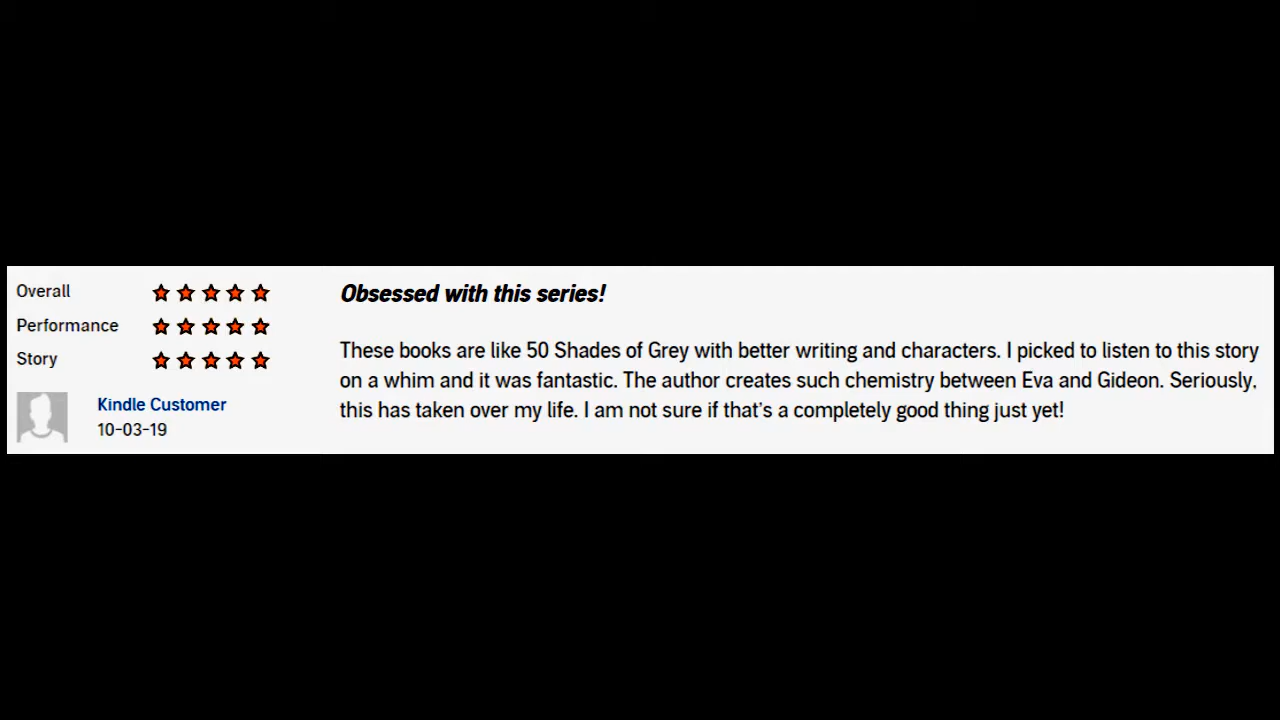 Overall
Performance
Story
Kindle Customer
10-03-19
Obsessed with this series!
These books are like 50 Shades of Grey with better writing and characters. I picked to listen to this story
on a whim and it was fantastic. The author creates such chemistry between Eva and Gideon. Seriously,
this has taken over my life. I am not sure if that's a completely good thing just yet!